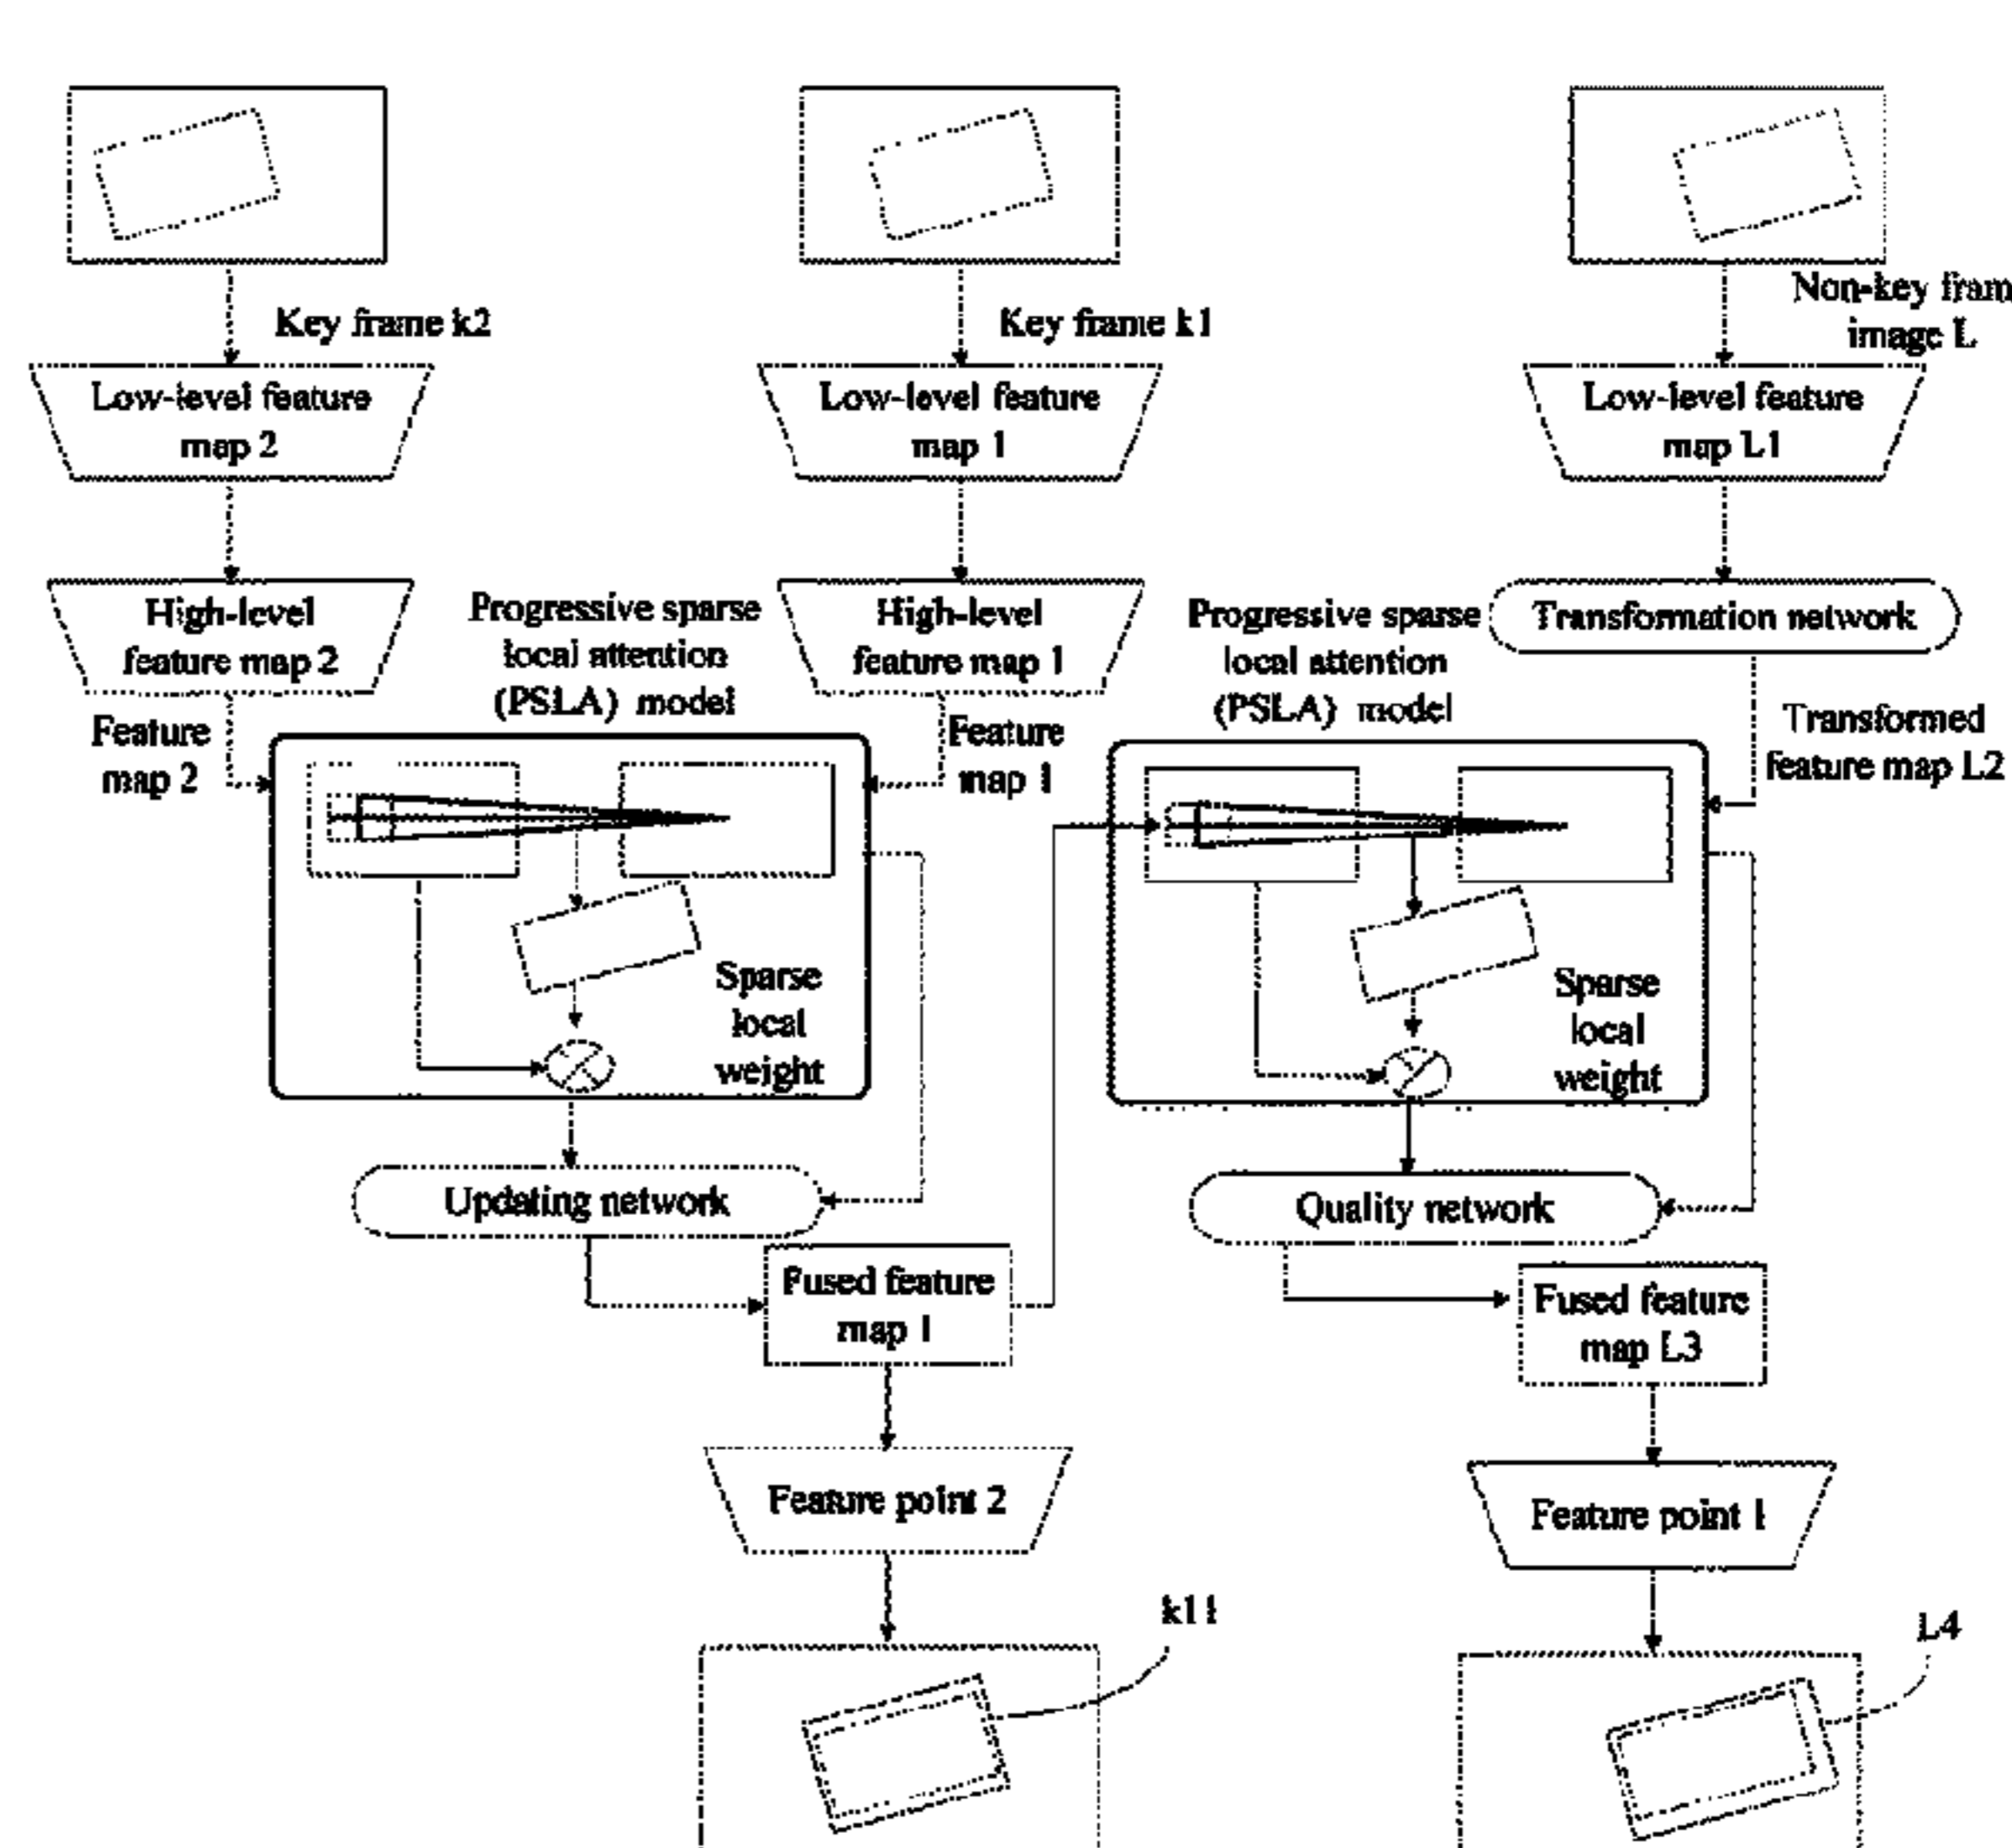 Key frame k2
Key frame k1
Non-key fram
image L
Low-level feature
map 2
Low-level feature
map 1
Low-level feature
map L1
High-level
feature map 2
Progressive sparse
local attention
(PSLA) model
High-level
feature map 1
Progressive sparse
local attention
(PSLA) model
Transformation network
Feature
map 2
Feature
map 1
Transformed
feature map L2
Sparse
local
weight
Sparse
local
weight
Updating network
Quality network
Fused feature
map 1
Fused feature
map L3
Feature point 2
Feature point 1
k11
L4